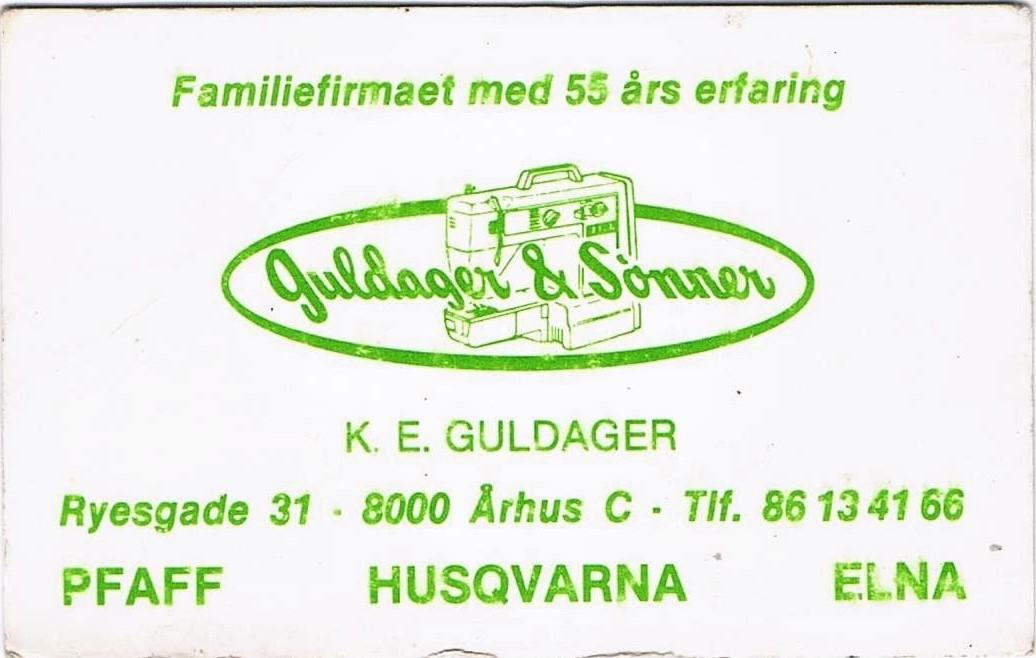 Familiefirmaet med 55 års erfaring
Guldager & Sønner
K. E. GULDAGER
Ryesgade 31 · 8000 Århus C · Tlf. 86 13 41 66
PFAFF HUSQVARNA ELNA